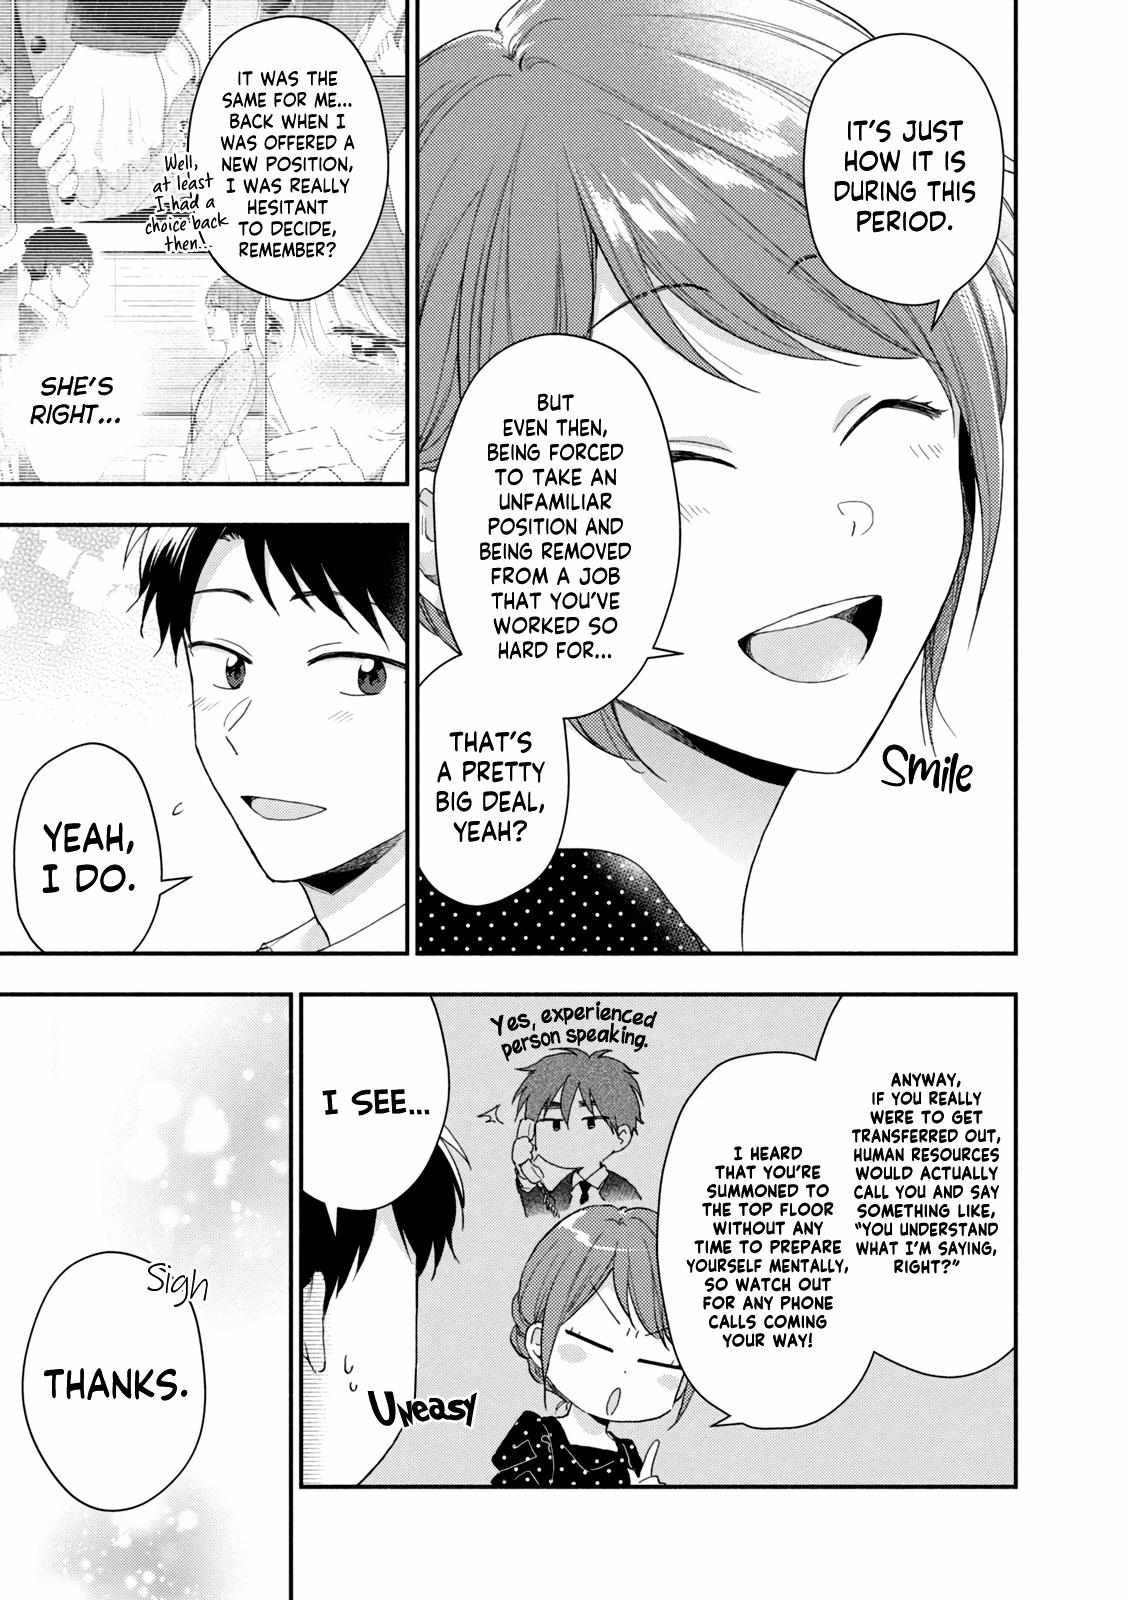 IT'S JUST
HOW IT IS
DURING THIS
PERIOD.
BUT
EVEN THEN,
BEING FORCED
TO TAKE AN
UNFAMILIAR
POSITION AND
BEING REMOVED
FROM A JOB
THAT YOU'VE
WORKED SO
HARD FOR...
THAT'S
A PRETTY
BIG DEAL,
YEAH?
Smile
IT WAS THE
SAME FOR ME...
BACK WHEN I
WAS OFFERED A
NEW POSITION,
I WAS REALLY
HESITANT
TO DECIDE,
REMEMBER?
Well,
at least
I had a
choice back
then...
SHE'S
RIGHT...
YEAH,
I DO.
ANYWAY,
IF YOU REALLY
WERE TO GET
TRANSFERRED OUT,
HUMAN RESOURCES
WOULD ACTUALLY
CALL YOU AND SAY
SOMETHING LIKE,
"YOU UNDERSTAND
WHAT I'M SAYING,
RIGHT?"
I HEARD
THAT YOU'RE
SUMMONED TO
THE TOP FLOOR
WITHOUT ANY
TIME TO PREPARE
YOURSELF MENTALLY,
SO WATCH OUT
FOR ANY PHONE
CALLS COMING
YOUR WAY!
Yes, experienced
person speaking.
I SEE...
Uneasy
Sigh
THANKS.